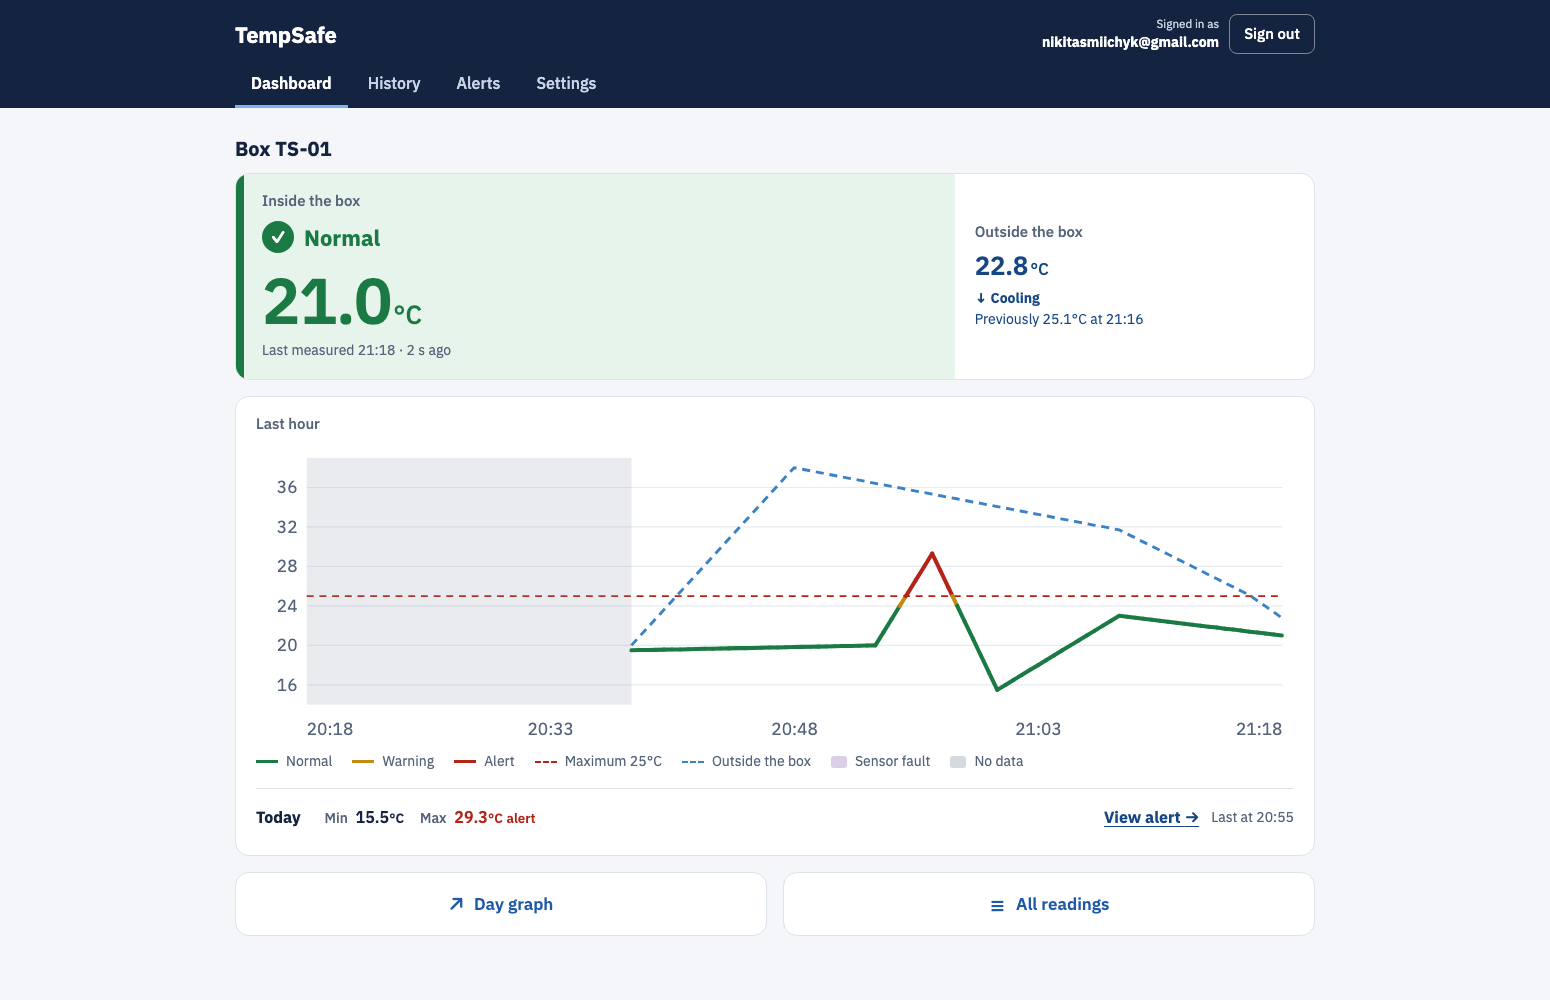 TempSafe
Signed in as
nikitasmiichyk@gmail.com
Sign out
Dashboard History Alerts Settings
Box TS-01
Inside the box
Normal
21.0°C
Last measured 21:18 · 2 s ago
Outside the box
22.8°C
↓ Cooling
Previously 25.1°C at 21:16
Last hour
36
32
28
24
20
16
20:18 20:33 20:48 21:03 21:18
Normal Warning Alert Maximum 25°C Outside the box Sensor fault No data
Today Min 15.5°C Max 29.3°C alert View alert → Last at 20:55
↗ Day graph
≡ All readings